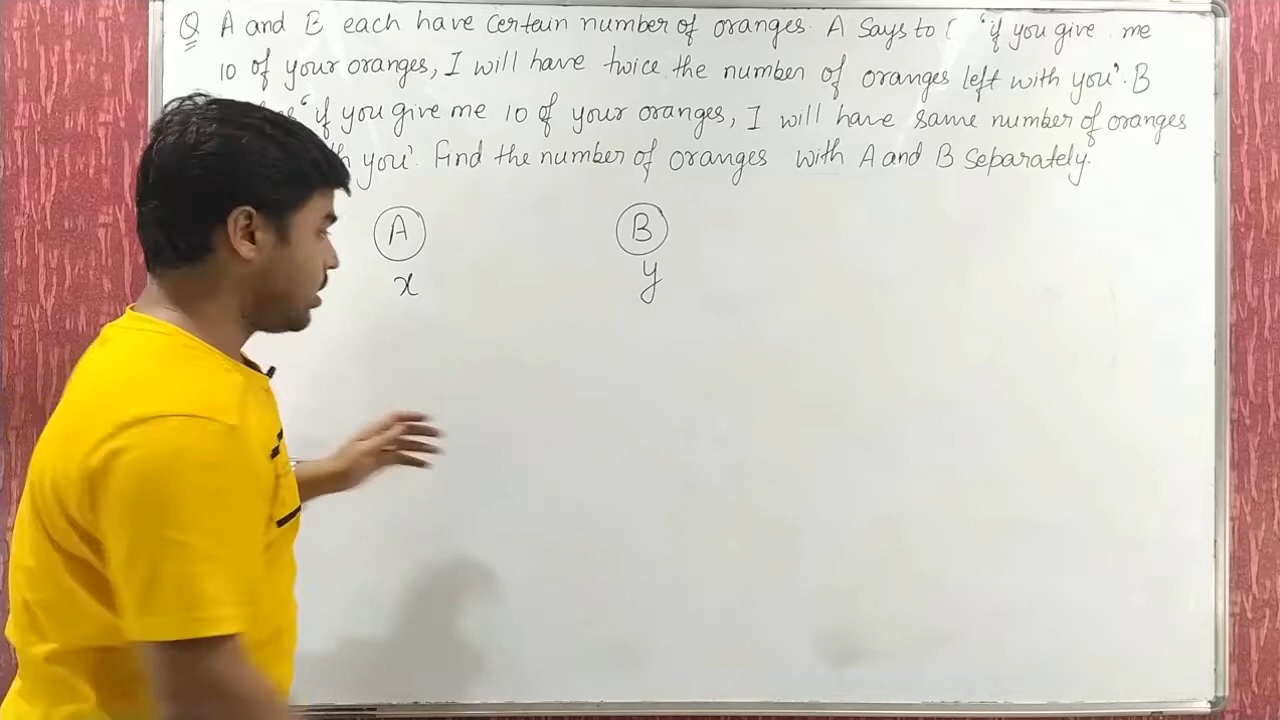 Q A and B each have certain number of oranges. A says to 'if you give me
10 of your oranges, I will have twice the number of oranges left with you'. B
'if you give me 10 of your oranges, I will have same number of oranges
you'. Find the number of oranges with A and B separately.
A B
x y